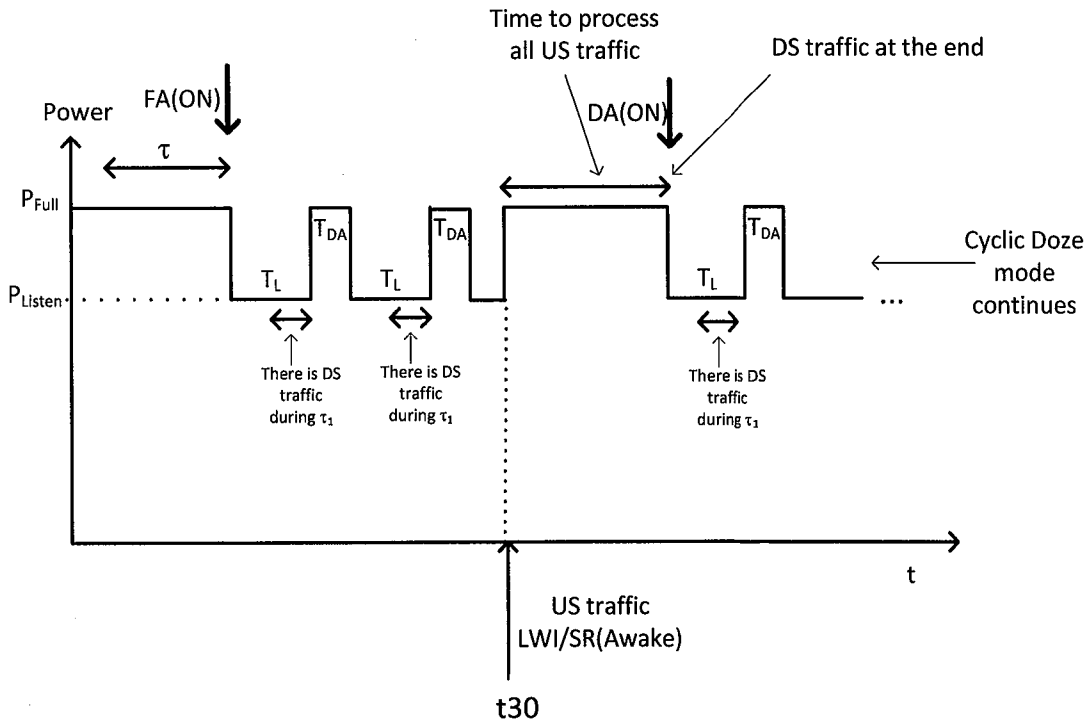 Time to process
all US traffic
DS traffic at the end
FA(ON)
DA(ON)
Power
τ
PFull
TDA
TDA
TDA
Cyclic Doze
mode
continues
TL
TL
TL
PListen
...
There is DS
traffic
during τ1
There is DS
traffic
during τ1
There is DS
traffic
during τ1
t
US traffic
LWI/SR(Awake)
t30